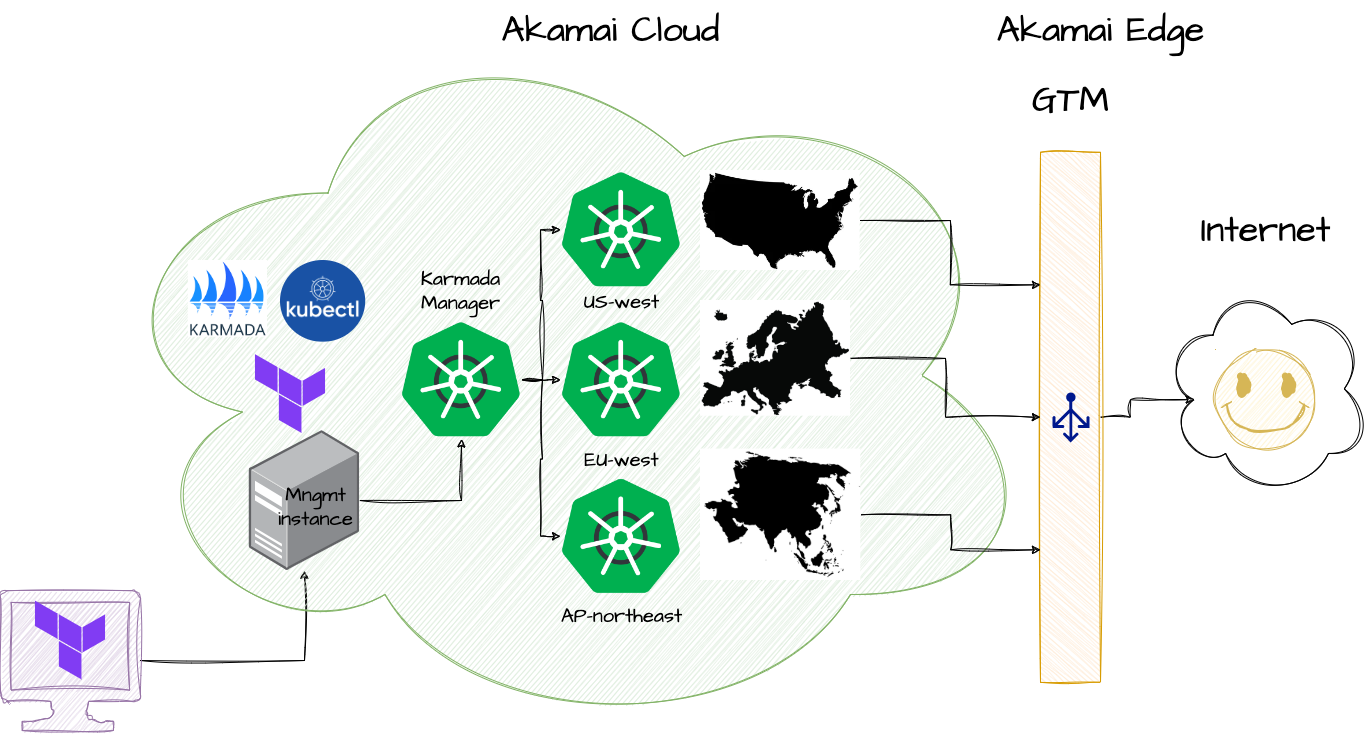 Akamai Cloud
Akamai Edge
GTM
Internet
Karmada
Manager
US-west
KARMADA
kubectl
EU-west
Mngmt
instance
AP-northeast